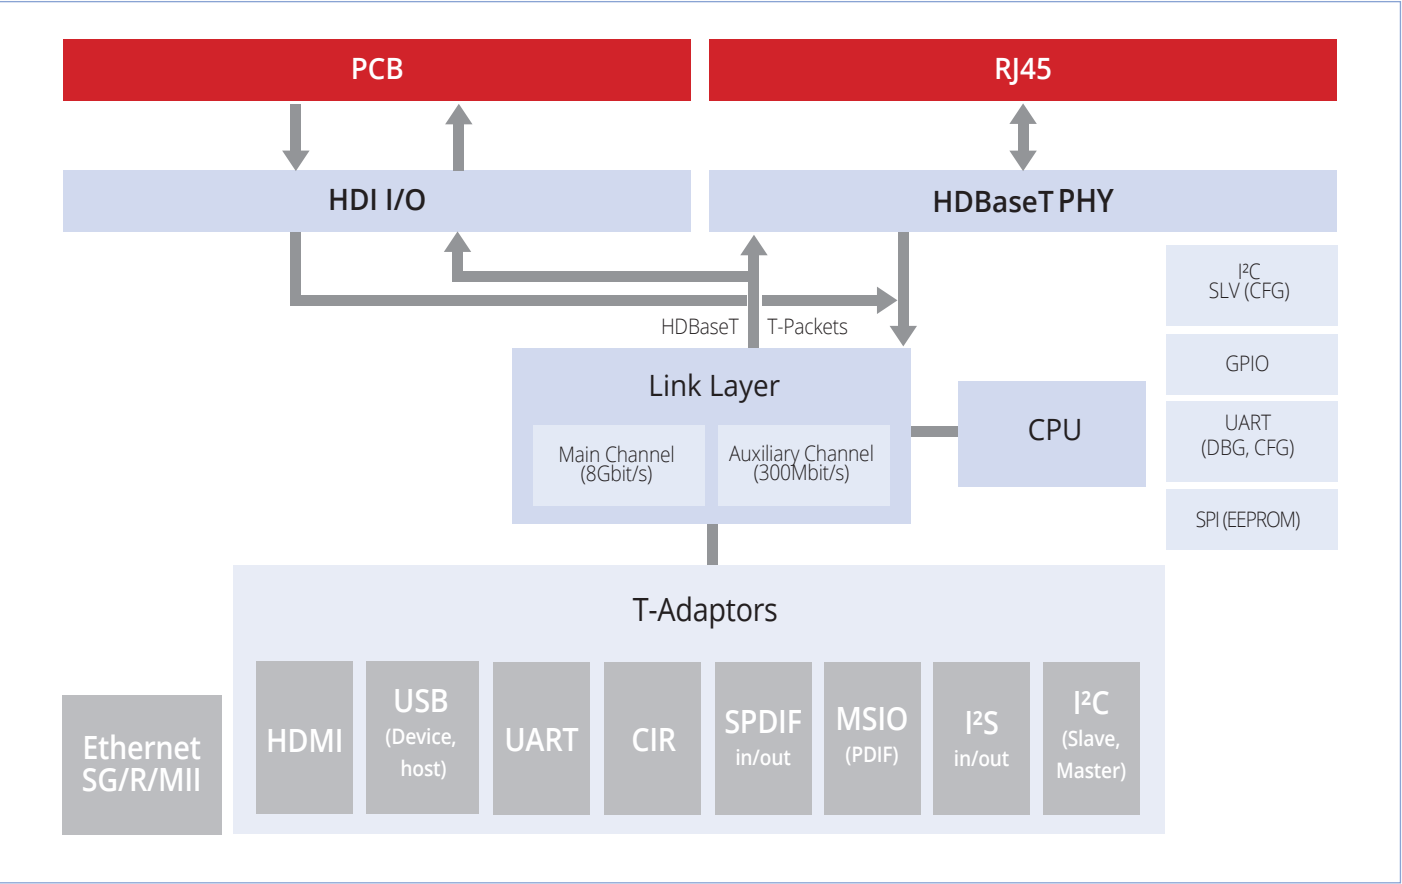 PCB
RJ45
HDI I/O
HDBaseT PHY
I²C
SLV (CFG)
HDBaseT T-Packets
GPIO
Link Layer
CPU
UART
(DBG, CFG)
Main Channel
(8Gbit/s)
Auxiliary Channel
(300Mbit/s)
SPI (EEPROM)
T-Adaptors
Ethernet
SG/R/MII
HDMI
USB
(Device,
host)
UART
CIR
SPDIF
in/out
MSIO
(PDIF)
I²S
in/out
I²C
(Slave,
Master)